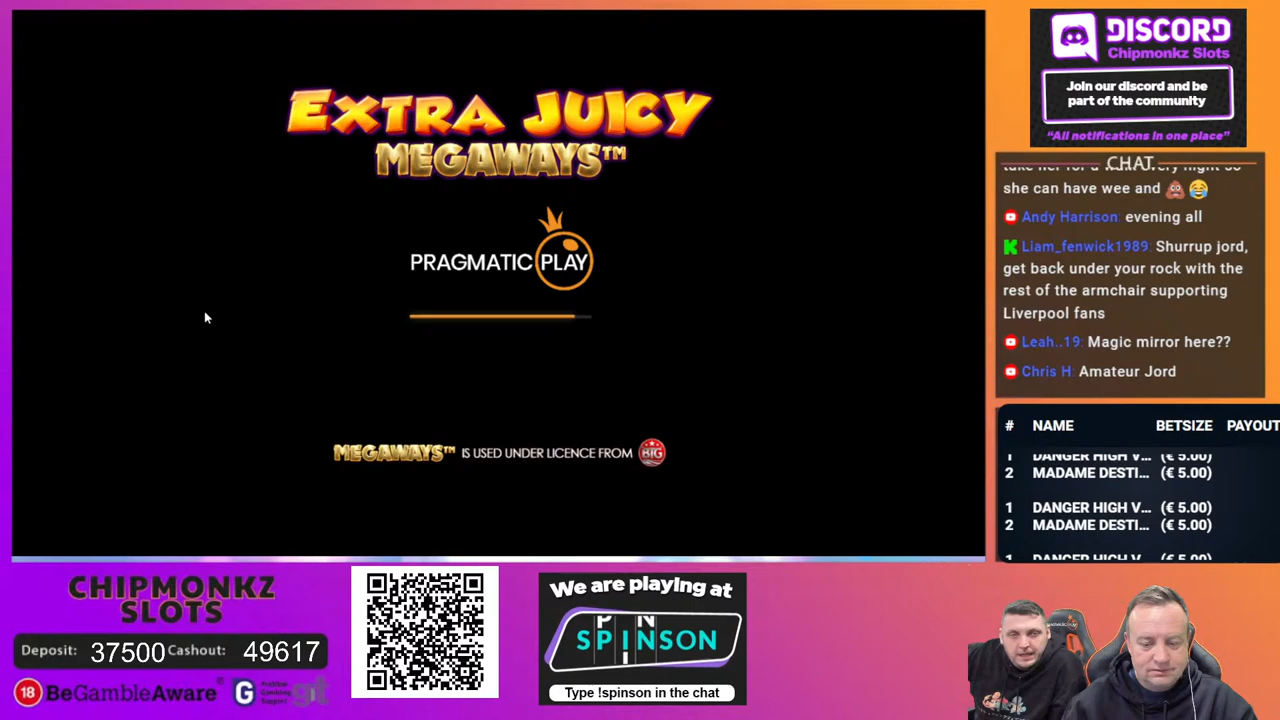 EXTRA JUICY
MEGAWAYS™
PRAGMATIC PLAY
MEGAWAYS™ IS USED UNDER LICENCE FROM BIG
DISCORD
Chipmonkz Slots
Join our discord and be
part of the community
“All notifications in one place”
CHAT
she can have wee and 💩😂
Andy Harrison: evening all
Liam_fenwick1989: Shurrup jord,
get back under your rock with the
rest of the armchair supporting
Liverpool fans
Leah..19: Magic mirror here??
Chris H: Amateur Jord
# NAME BETSIZE PAYOUT
1 DANGER HIGH V... (€ 5.00)
2 MADAME DESTI... (€ 5.00)
1 DANGER HIGH V... (€ 5.00)
2 MADAME DESTI... (€ 5.00)
1 DANGER HIGH V... (€ 5.00)
CHIPMONKZ
SLOTS
Deposit: 37500 Cashout: 49617
18 BeGambleAware
We are playing at
SPINSON
Type !spinson in the chat